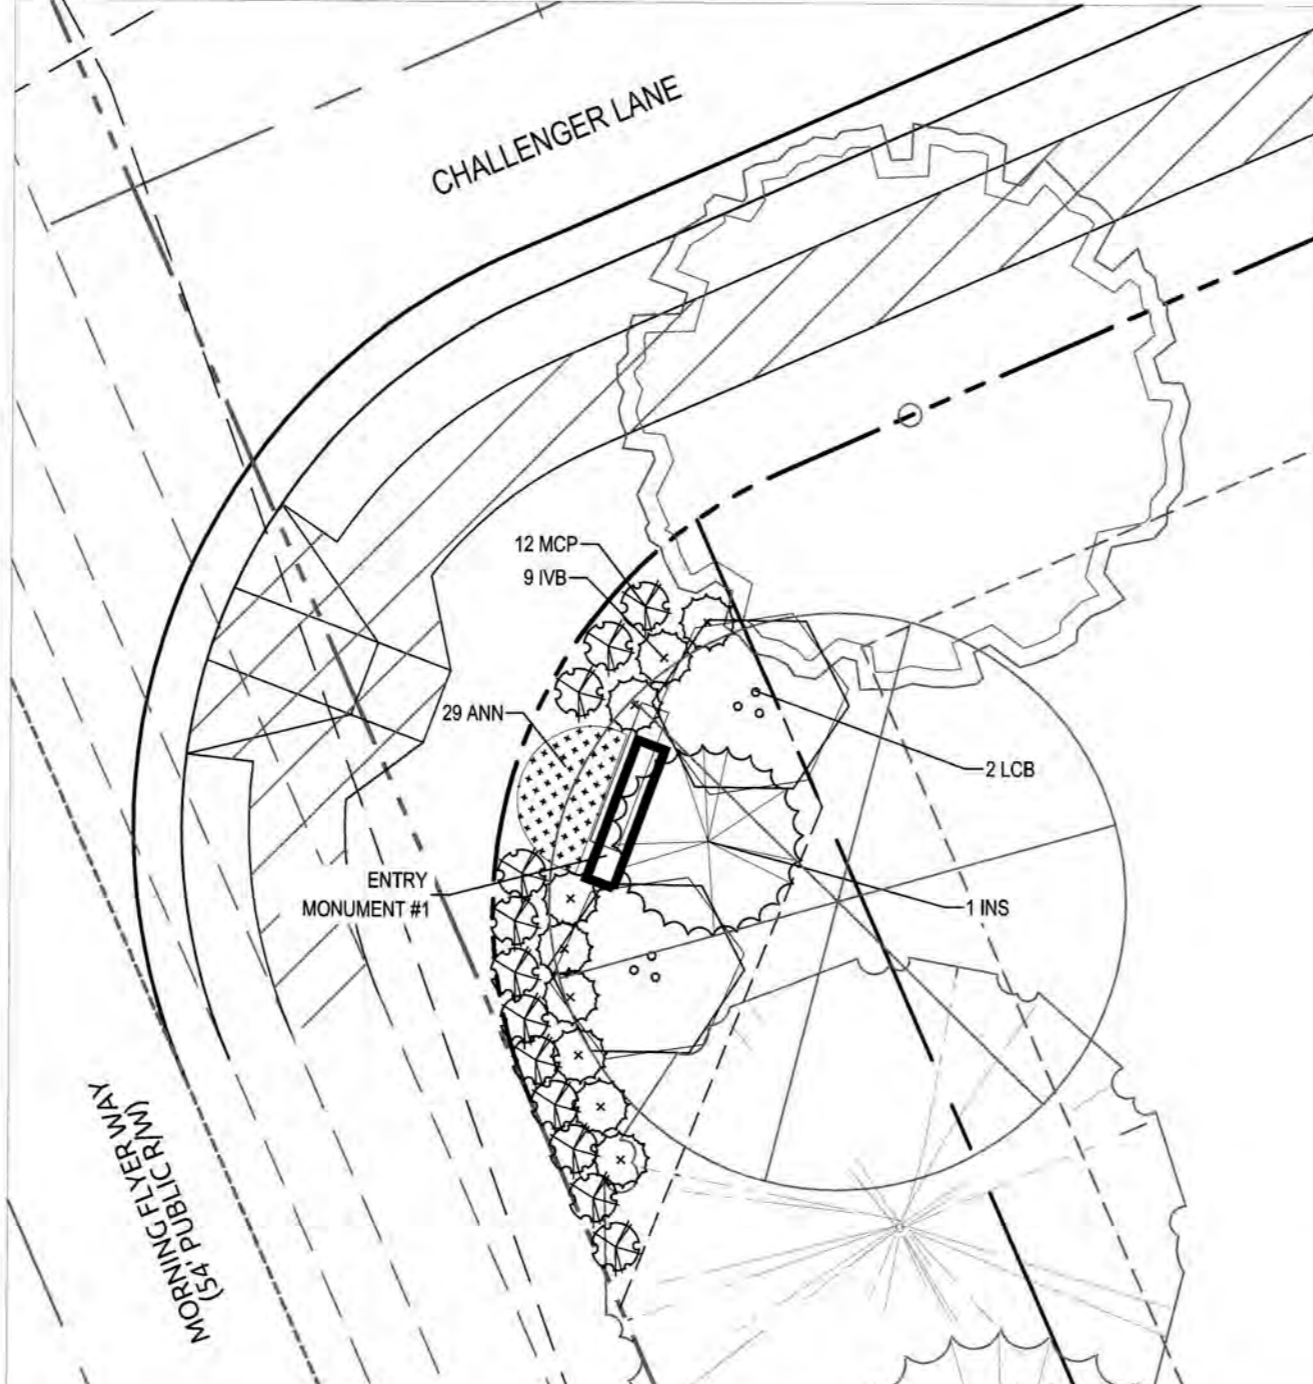 CHALLENGER LANE
12 MCP
9 IVB
29 ANN
2 LCB
ENTRY
MONUMENT #1
1 INS
MORNING FLYER WAY
(54' PUBLIC R/W)